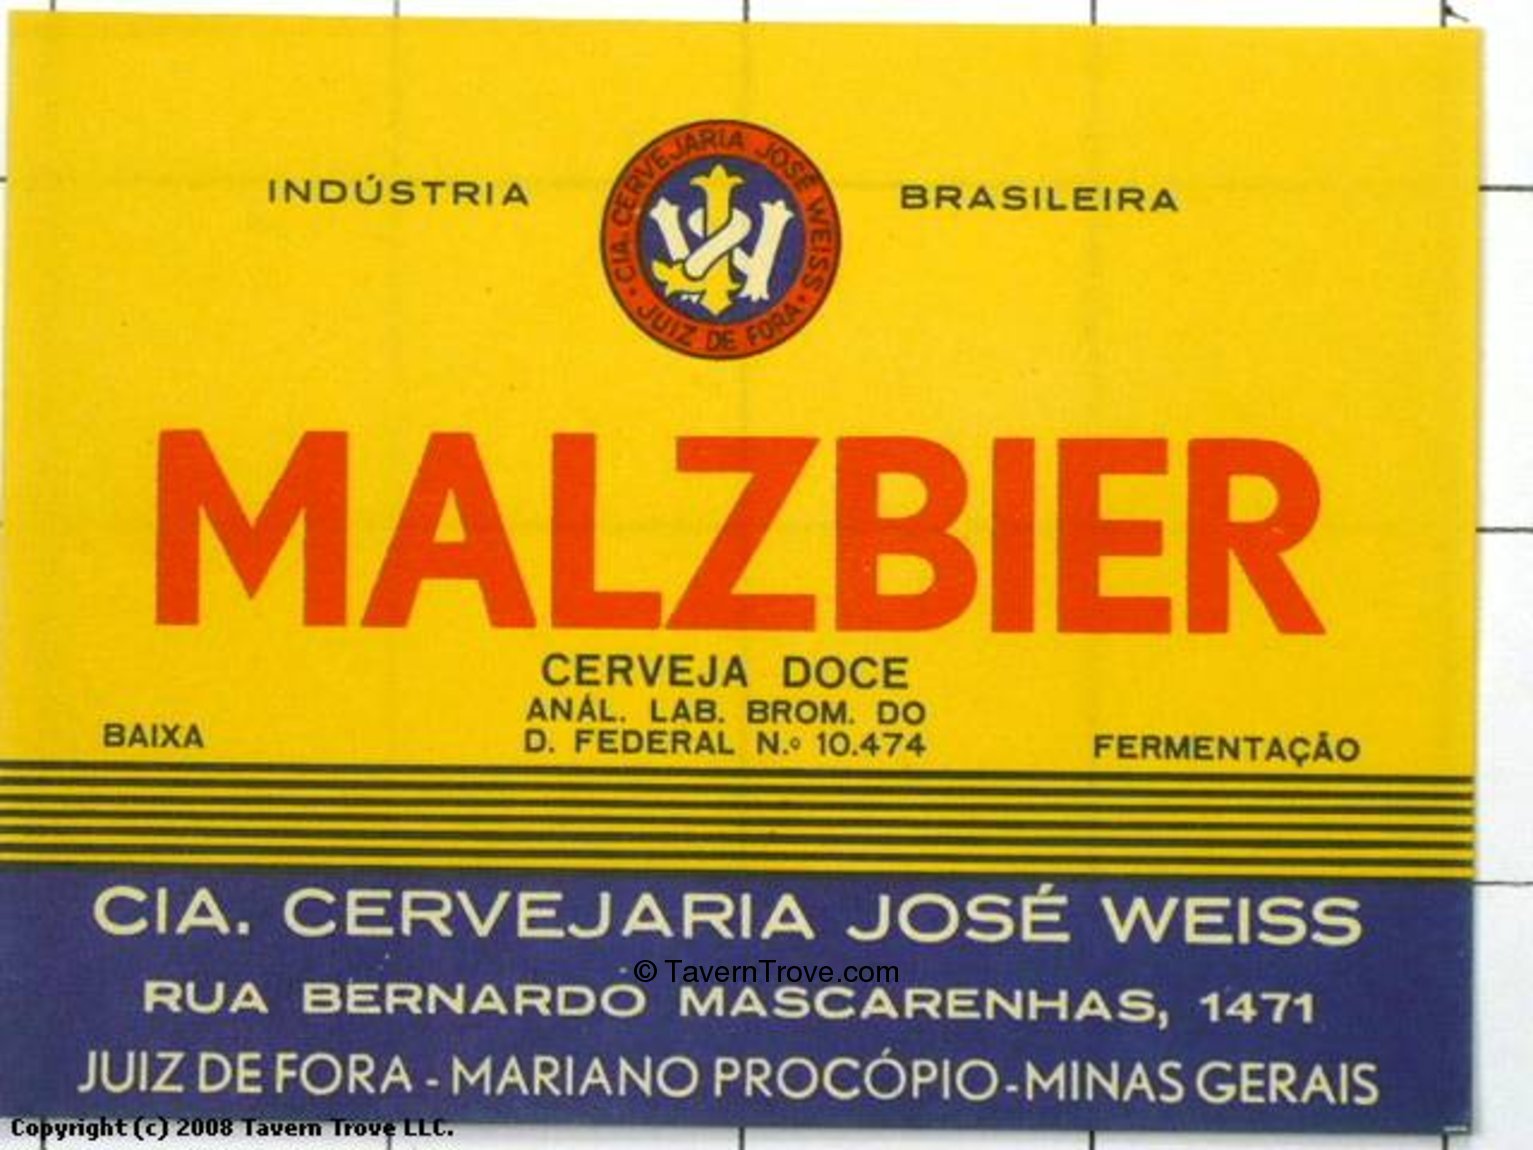 CIA. CERVEJARIA JOSÉ WEISS
JUIZ DE FORA
INDÚSTRIA
BRASILEIRA
MALZBIER
CERVEJA DOCE
ANÁL. LAB. BROM. DO
D. FEDERAL N.º 10.474
BAIXA
FERMENTAÇÃO
CIA. CERVEJARIA JOSÉ WEISS
© TavernTrove.com
RUA BERNARDO MASCARENHAS, 1471
JUIZ DE FORA - MARIANO PROCÓPIO - MINAS GERAIS
Copyright (c) 2008 Tavern Trove LLC.